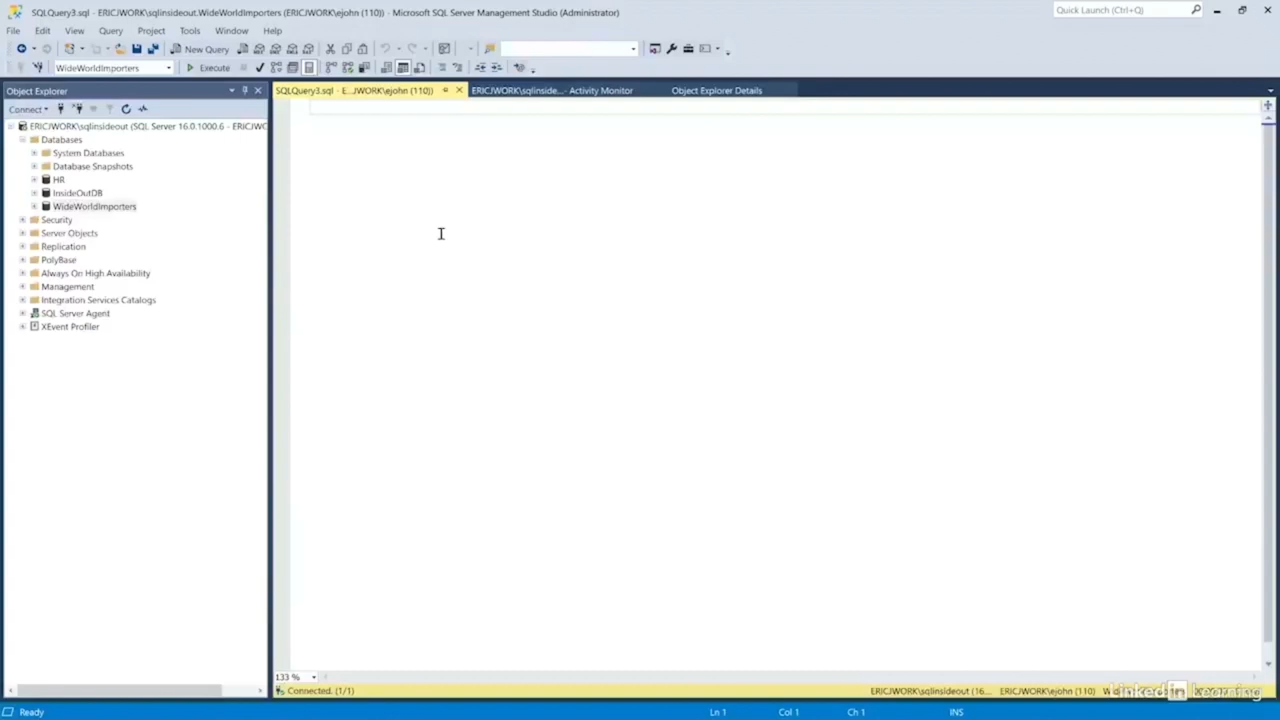 SQLQuery3.sql - ERICJWORK\sqlinsideout.WideWorldImporters (ERICJWORK\ejohn (110)) - Microsoft SQL Server Management Studio (Administrator)
Quick Launch (Ctrl+Q)
File Edit View Query Project Tools Window Help
New Query
WideWorldImporters Execute
Object Explorer
SQLQuery3.sql - E...JWORK\ejohn (110)) ERICJWORK\sqlinside... - Activity Monitor Object Explorer Details
Connect
ERICJWORK\sqlinsideout (SQL Server 16.0.1000.6 - ERICJWO
Databases
System Databases
Database Snapshots
HR
InsideOutDB
WideWorldImporters
Security
Server Objects
Replication
PolyBase
Always On High Availability
Management
Integration Services Catalogs
SQL Server Agent
XEvent Profiler
133 %
Connected. (1/1) ERICJWORK\sqlinsideout (16... ERICJWORK\ejohn (110)
Linked in Learning
Ready Ln 1 Col 1 Ch 1 INS